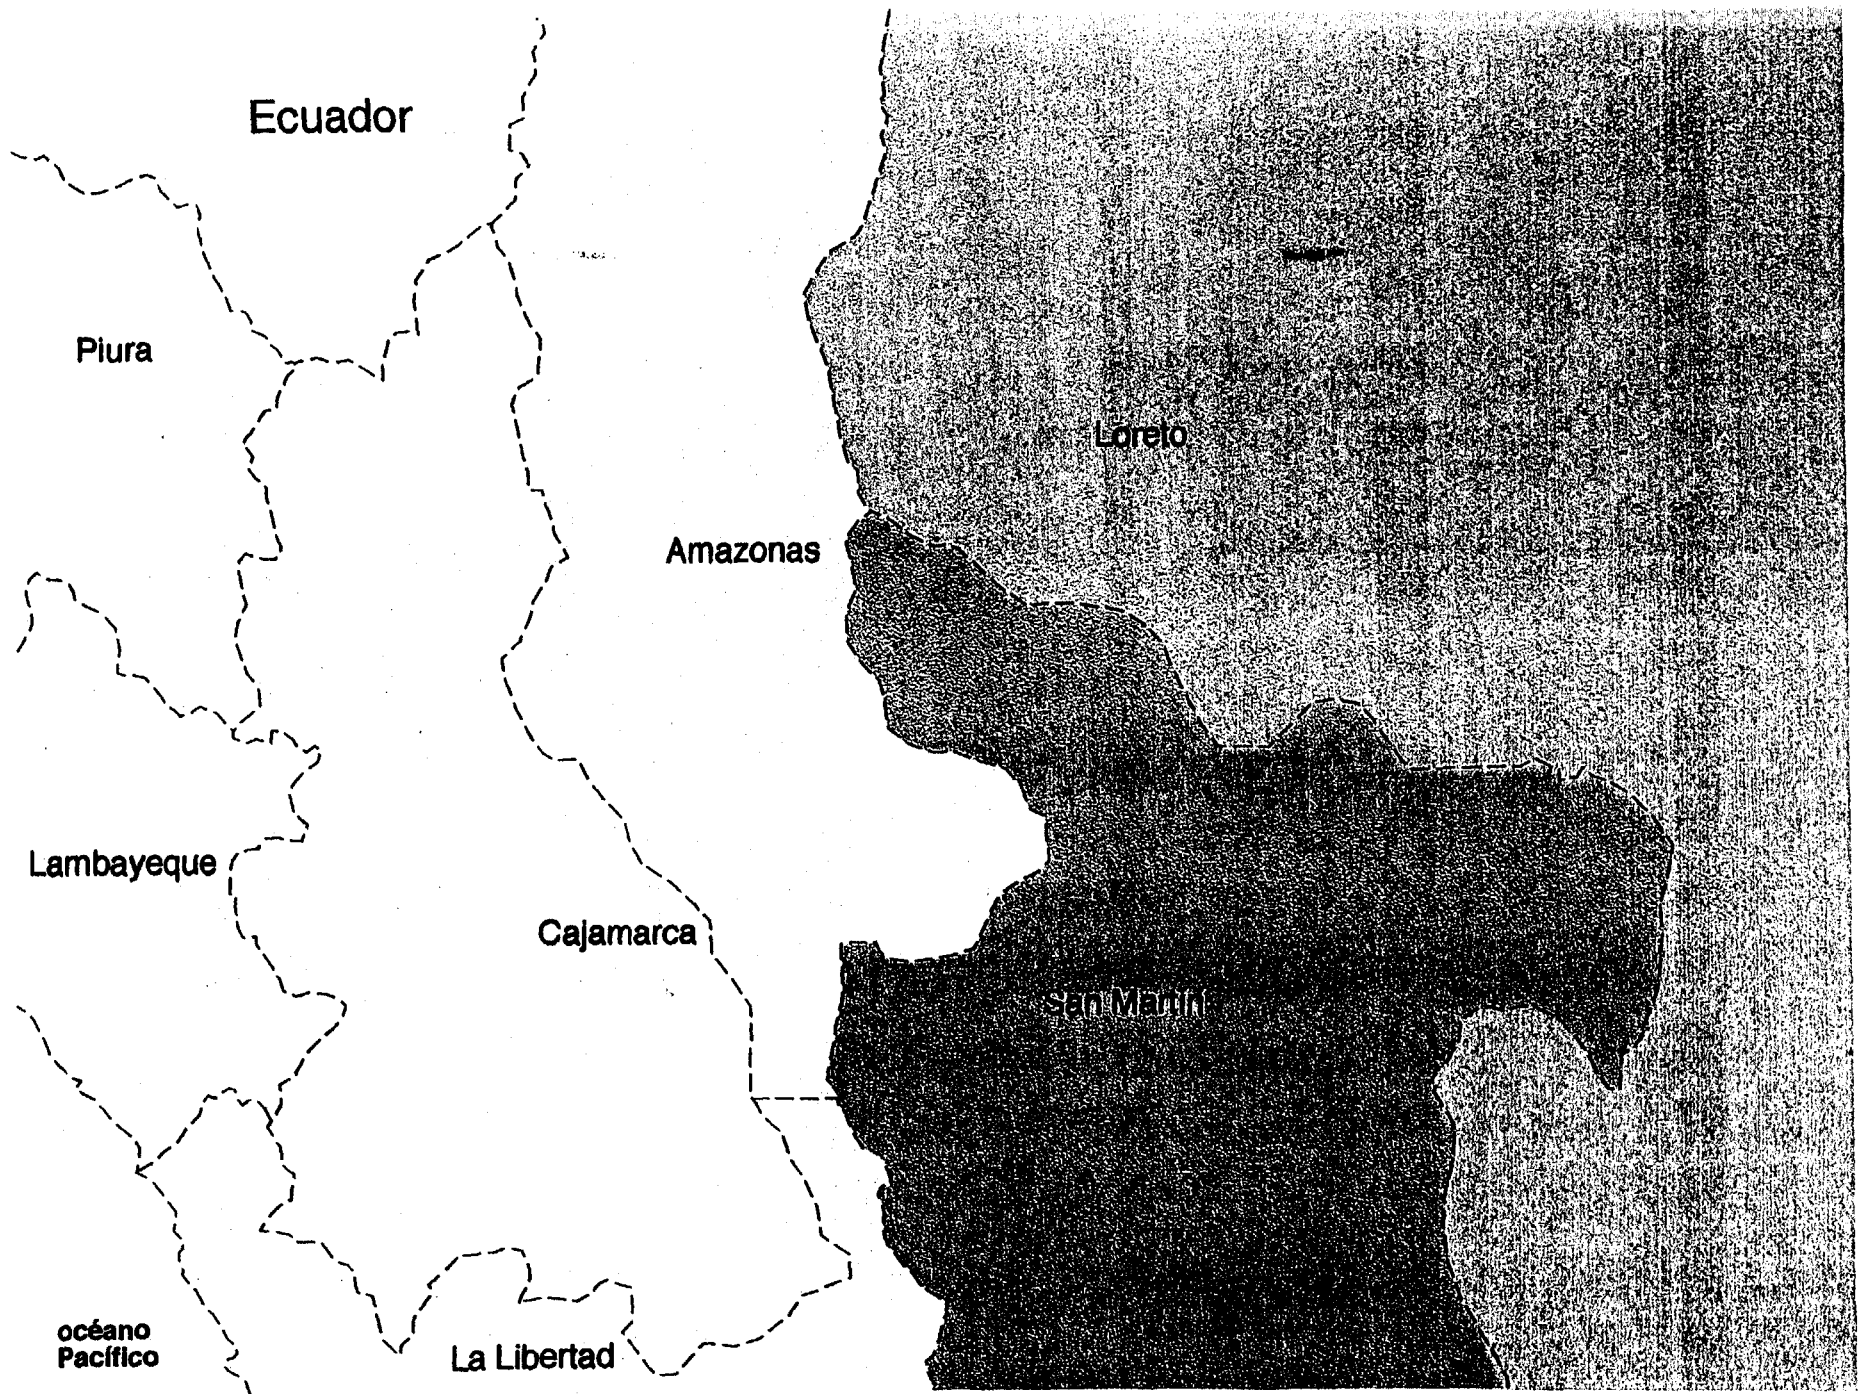 Ecuador
Piura
Loreto
Amazonas
Lambayeque
Cajamarca
San Martín
océano
Pacífico
La Libertad